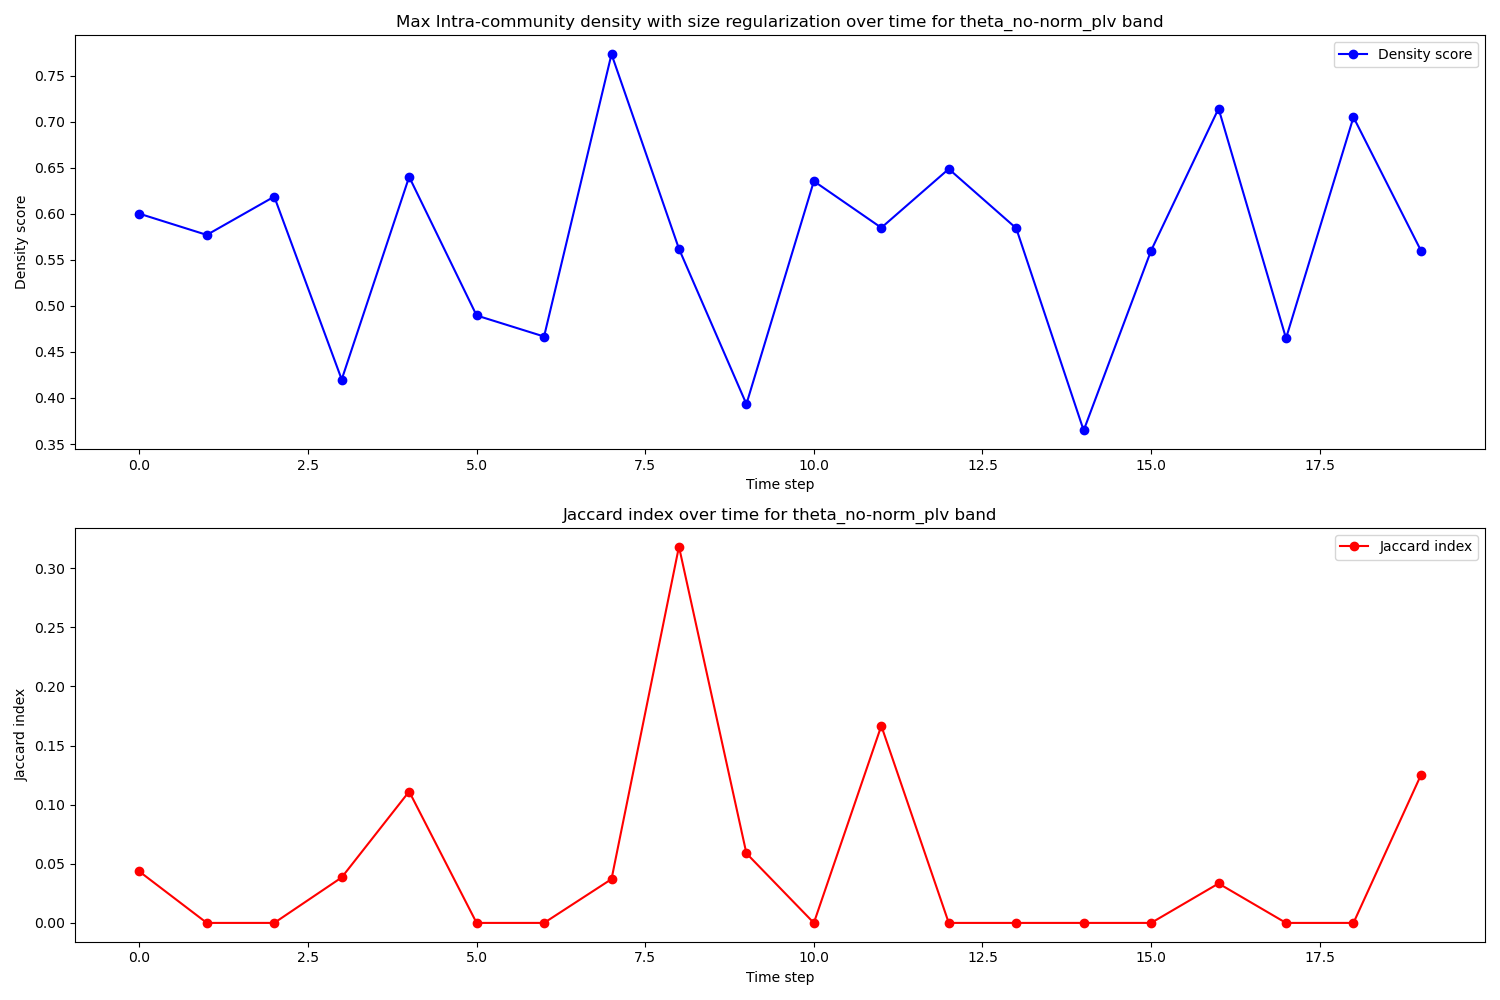 Max Intra-community density with size regularization over time for theta_no-norm_plv band
Density score
Density score
0.75
0.70
0.65
0.60
0.55
0.50
0.45
0.40
0.35
0.0 2.5 5.0 7.5 10.0 12.5 15.0 17.5
Time step
Jaccard index over time for theta_no-norm_plv band
Jaccard index
Jaccard index
0.30
0.25
0.20
0.15
0.10
0.05
0.00
0.0 2.5 5.0 7.5 10.0 12.5 15.0 17.5
Time step